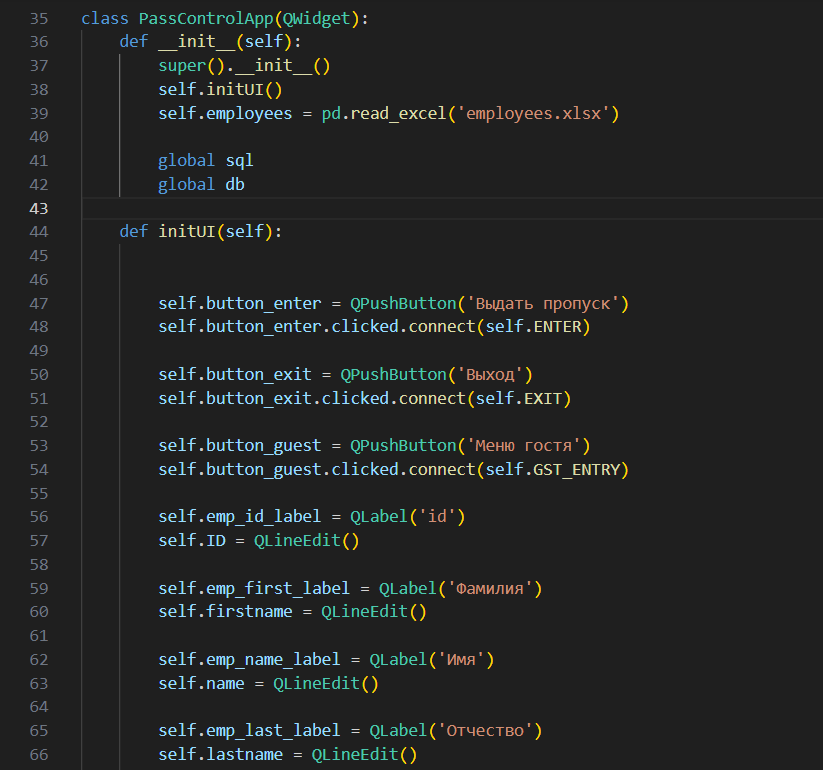 35 class PassControlApp(QWidget):
36 def __init__(self):
37 super().__init__()
38 self.initUI()
39 self.employees = pd.read_excel('employees.xlsx')
40
41 global sql
42 global db
43
44 def initUI(self):
45
46
47 self.button_enter = QPushButton('Выдать пропуск')
48 self.button_enter.clicked.connect(self.ENTER)
49
50 self.button_exit = QPushButton('Выход')
51 self.button_exit.clicked.connect(self.EXIT)
52
53 self.button_guest = QPushButton('Меню гостя')
54 self.button_guest.clicked.connect(self.GST_ENTRY)
55
56 self.emp_id_label = QLabel('id')
57 self.ID = QLineEdit()
58
59 self.emp_first_label = QLabel('Фамилия')
60 self.firstname = QLineEdit()
61
62 self.emp_name_label = QLabel('Имя')
63 self.name = QLineEdit()
64
65 self.emp_last_label = QLabel('Отчество')
66 self.lastname = QLineEdit()